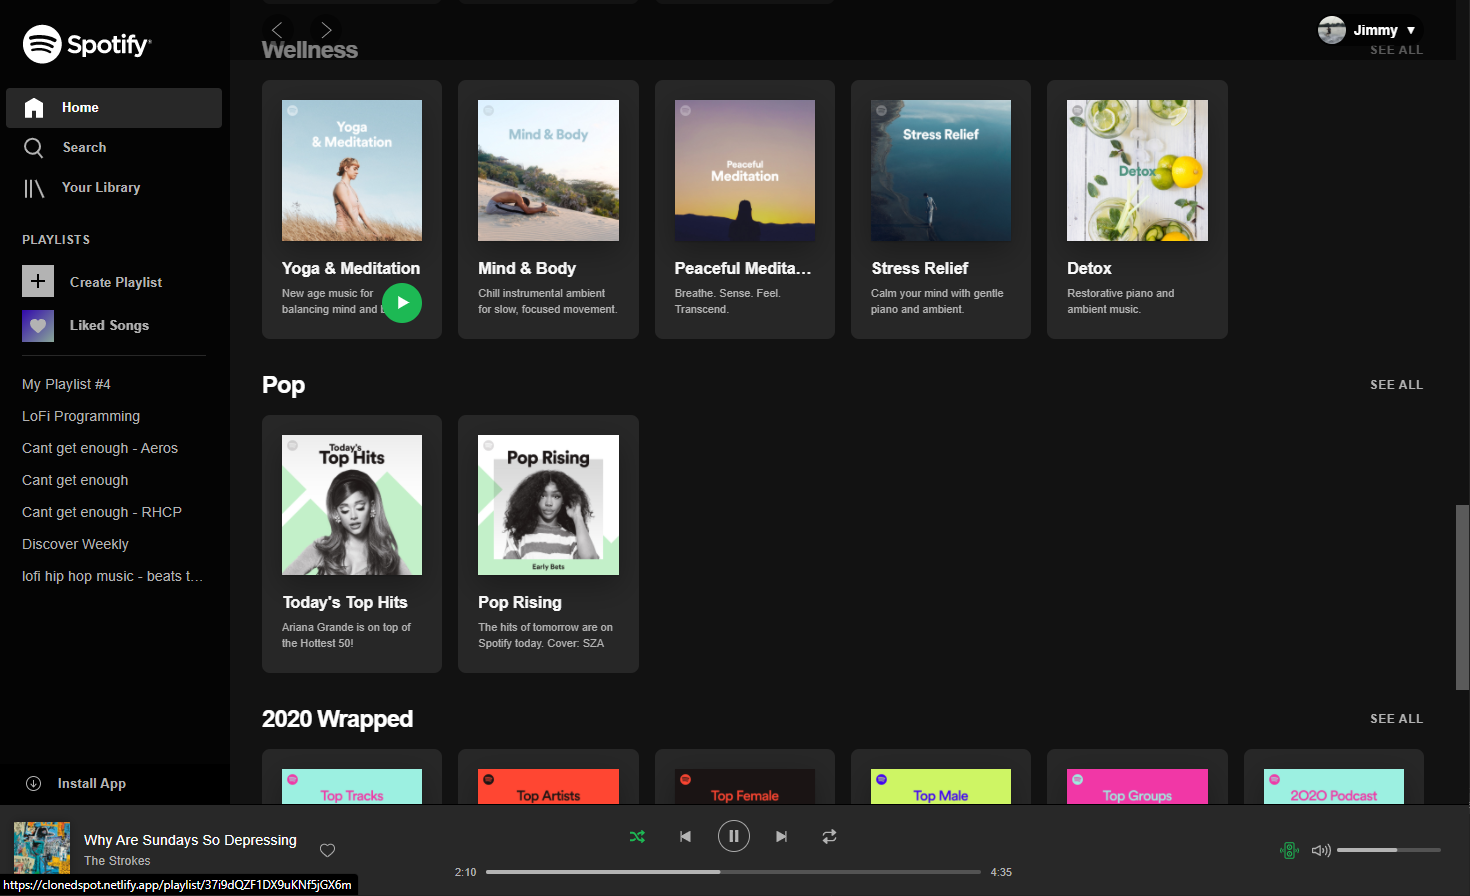 Spotify
Home
Search
Your Library
PLAYLISTS
Create Playlist
Liked Songs
My Playlist #4
LoFi Programming
Cant get enough - Aeros
Cant get enough
Cant get enough - RHCP
Discover Weekly
lofi hip hop music - beats t...
Install App
Jimmy ▼
Wellness
SEE ALL
Yoga
& Meditation
Yoga & Meditation
New age music for
balancing mind and
Mind & Body
Mind & Body
Chill instrumental ambient
for slow, focused movement.
Peaceful
Meditation
Peaceful Medita...
Breathe. Sense. Feel.
Transcend.
Stress Relief
Stress Relief
Calm your mind with gentle
piano and ambient.
Detox
Detox
Restorative piano and
ambient music.
Pop
SEE ALL
Today's
Top Hits
Today's Top Hits
Ariana Grande is on top of
the Hottest 50!
Pop Rising
Early Bets
Pop Rising
The hits of tomorrow are on
Spotify today. Cover: SZA
2020 Wrapped
SEE ALL
Top Tracks
Top Artists
Top Female
Top Male
Top Groups
2020 Podcast
Why Are Sundays So Depressing
The Strokes
2:10
4:35
https://clonedspot.netlify.app/playlist/37i9dQZF1DX9uKNf5jGX6m